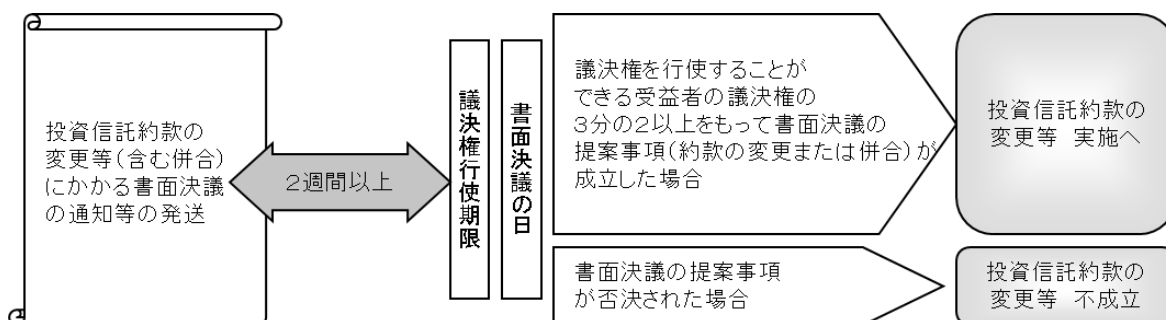 投資信託約款の
変更等(含む併合)
にかかる書面決議
の通知等の発送
2週間以上
議決権行使期限
書面決議の日
議決権を行使することが
できる受益者の議決権の
3分の2以上をもって書面決議の
提案事項(約款の変更または併合)が
成立した場合
投資信託約款の
変更等 実施へ
書面決議の提案事項
が否決された場合
投資信託約款の
変更等 不成立